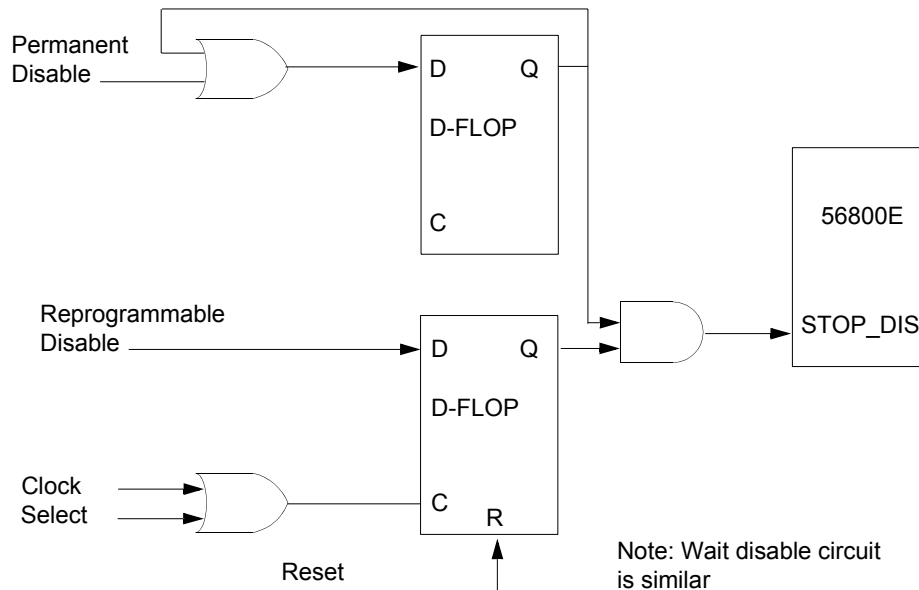 Permanent
Disable
D Q
D-FLOP
C
56800E
STOP_DIS
Reprogrammable
Disable
D Q
D-FLOP
C
R
Clock
Select
Reset
Note: Wait disable circuit
is similar